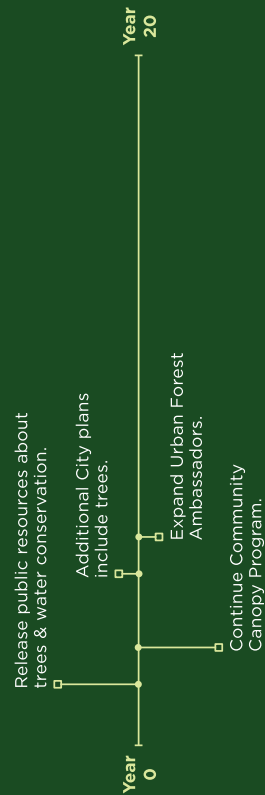 Year
0
Release public resources about
trees & water conservation.
Continue Community
Canopy Program.
Additional City plans
include trees.
Expand Urban Forest
Ambassadors.
Year
20